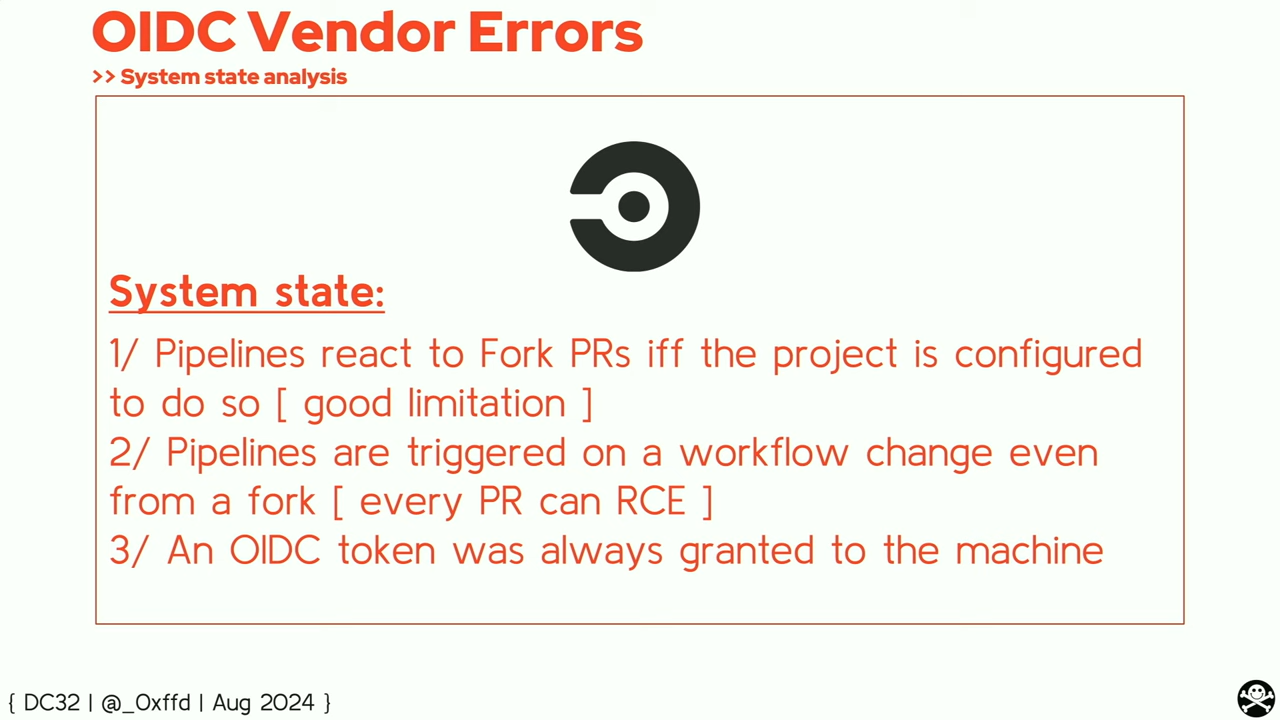 OIDC Vendor Errors
>> System state analysis
System state:
1/ Pipelines react to Fork PRs iff the project is configured
to do so [ good limitation ]
2/ Pipelines are triggered on a workflow change even
from a fork [ every PR can RCE ]
3/ An OIDC token was always granted to the machine
{ DC32 | @_0xffd | Aug 2024 }